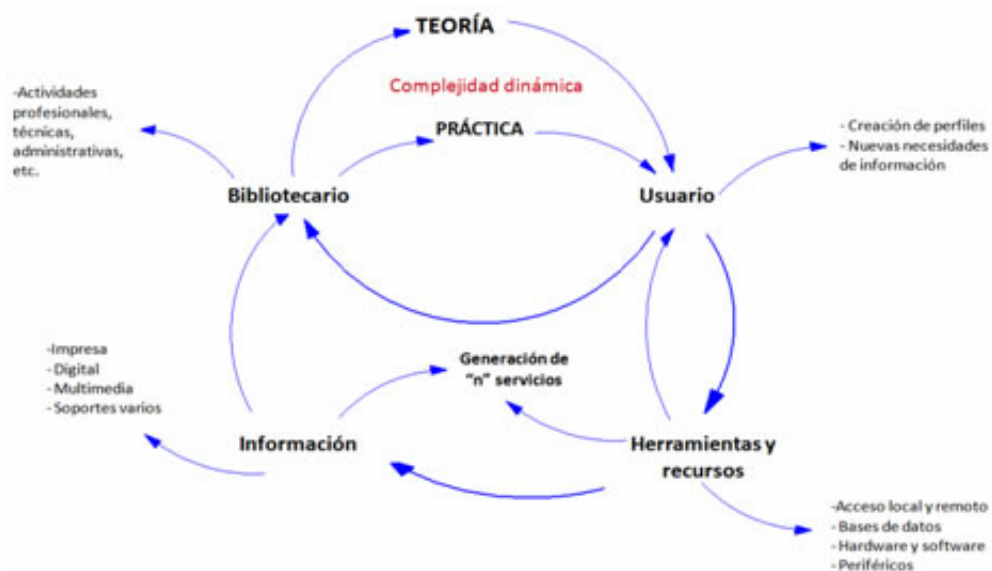 TEORÍA
Complejidad dinámica
PRÁCTICA
-Actividades
profesionales,
técnicas,
administrativas,
etc.
Bibliotecario
Usuario
- Creación de perfiles
- Nuevas necesidades
de información
-Impresa
- Digital
- Multimedia
- Soportes varios
Generación de
"n" servicios
Información
Herramientas y
recursos
-Acceso local y remoto
- Bases de datos
- Hardware y software
- Periféricos